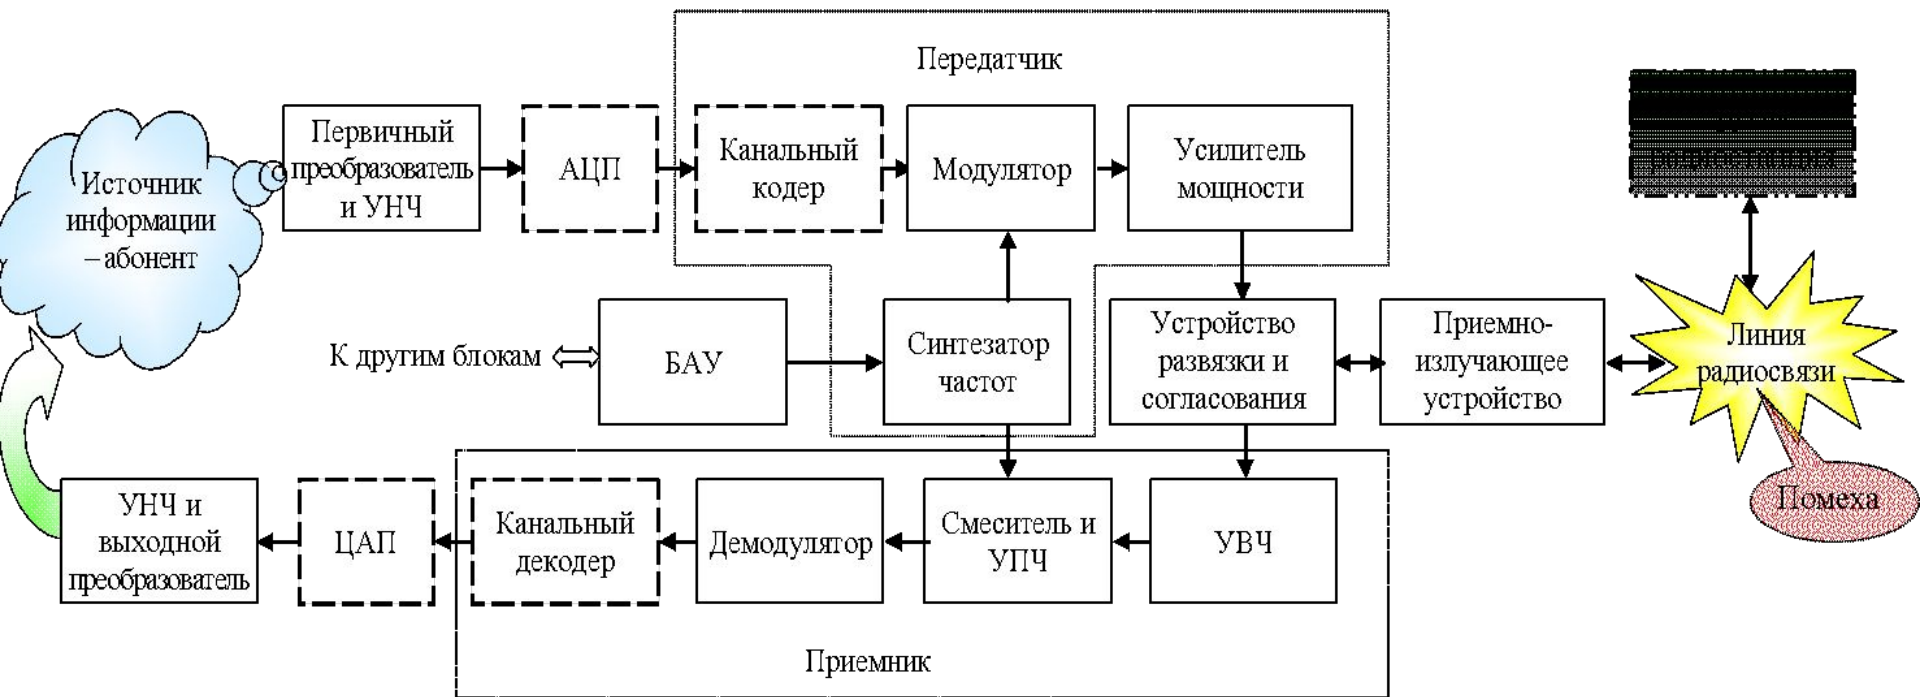 Передатчик
Источник
информации
– абонент
Первичный
преобразователь
и УНЧ
АЦП
Канальный
кодер
Модулятор
Усилитель
мощности
К другим блокам
БАУ
Синтезатор
частот
Устройство
развязки и
согласования
Приемно-
излучающее
устройство
Линия
радиосвязи
Помеха
УНЧ и
выходной
преобразователь
ЦАП
Канальный
декодер
Демодулятор
Смеситель и
УПЧ
УВЧ
Приемник